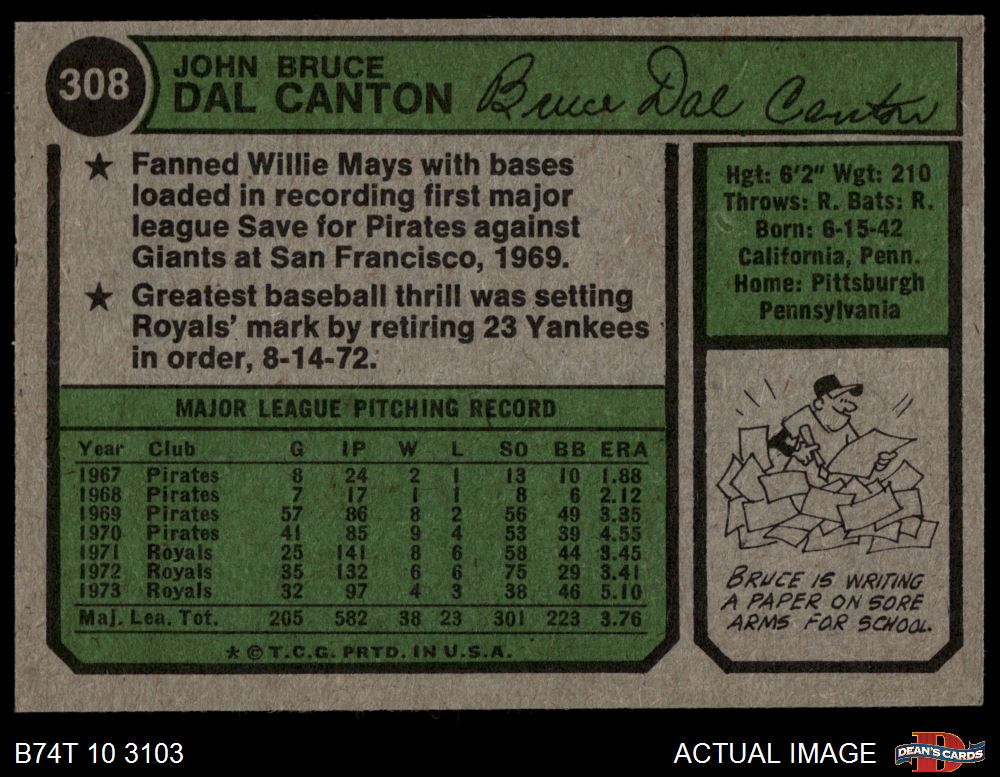 308
JOHN BRUCE
DAL CANTON
Bruce Dal Canton
★ Fanned Willie Mays with bases
loaded in recording first major
league Save for Pirates against
Giants at San Francisco, 1969.
★ Greatest baseball thrill was setting
Royals' mark by retiring 23 Yankees
in order, 8-14-72.
Hgt: 6'2" Wgt: 210
Throws: R. Bats: R.
Born: 6-15-42
California, Penn.
Home: Pittsburgh
Pennsylvania
MAJOR LEAGUE PITCHING RECORD
Year Club G IP W L SO BB ERA
1967 Pirates 8 24 2 1 13 10 1.88
1968 Pirates 7 17 1 1 8 6 2.12
1969 Pirates 57 86 8 2 56 49 3.35
1970 Pirates 41 85 9 4 53 39 4.55
1971 Royals 25 141 8 6 58 44 3.45
1972 Royals 35 132 6 6 75 29 3.41
1973 Royals 32 97 4 3 38 46 5.10
Maj. Lea. Tot. 205 582 38 23 301 223 3.76
★ © T.C.G. PRTD. IN U.S.A.
BRUCE IS WRITING
A PAPER ON SORE
ARMS FOR SCHOOL.
B74T 10 3103
ACTUAL IMAGE
DEAN'S CARDS